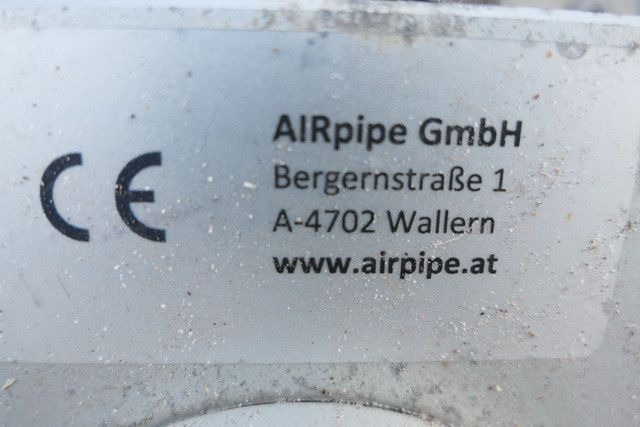 CE
AIRpipe GmbH
Bergernstraße 1
A-4702 Wallern
www.airpipe.at